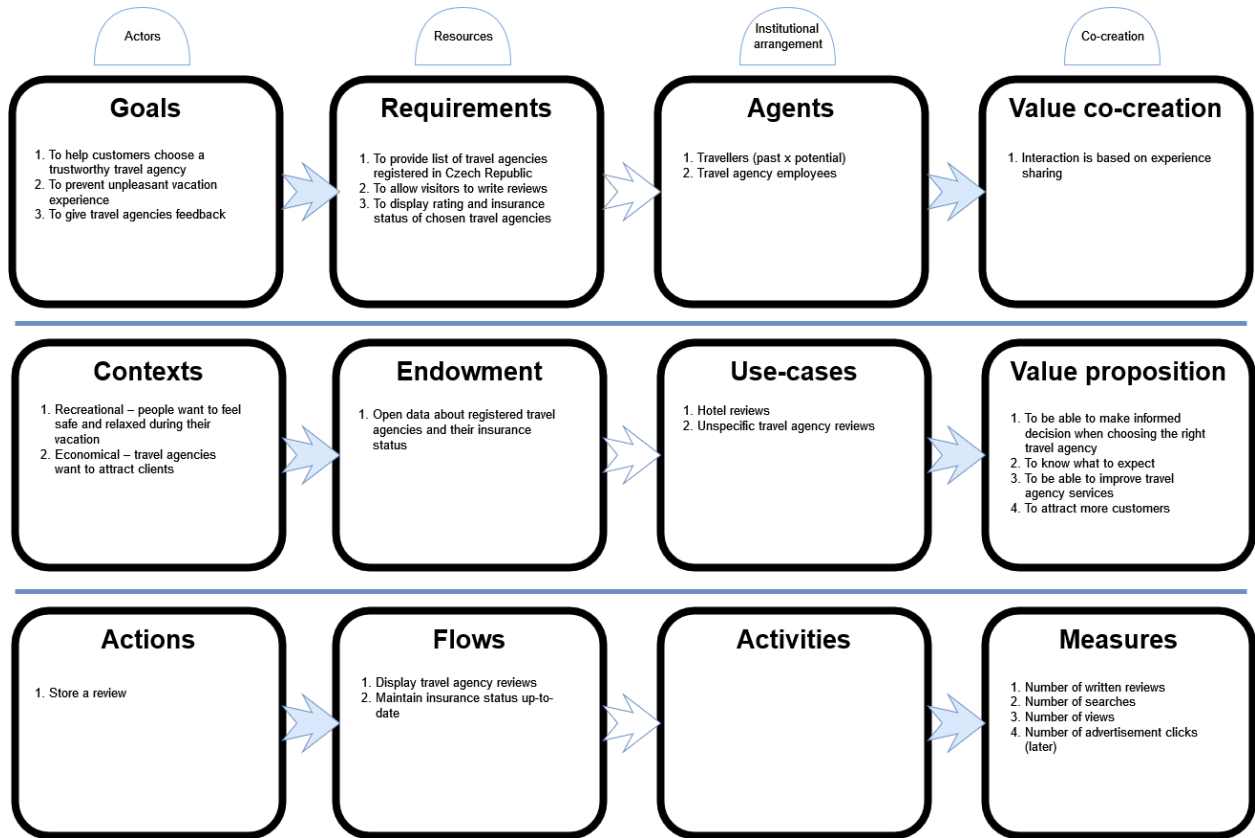 Actors
Resources
Institutional
arrangement
Co-creation
Goals
1. To help customers choose a
trustworthy travel agency
2. To prevent unpleasant vacation
experience
3. To give travel agencies feedback
Requirements
1. To provide list of travel agencies
registered in Czech Republic
2. To allow visitors to write reviews
3. To display rating and insurance
status of chosen travel agencies
Agents
1. Travellers (past x potential)
2. Travel agency employees
Value co-creation
1. Interaction is based on experience
sharing
Contexts
1. Recreational – people want to feel
safe and relaxed during their
vacation
2. Economical – travel agencies
want to attract clients
Endowment
1. Open data about registered travel
agencies and their insurance
status
Use-cases
1. Hotel reviews
2. Unspecific travel agency reviews
Value proposition
1. To be able to make informed
decision when choosing the right
travel agency
2. To know what to expect
3. To be able to improve travel
agency services
4. To attract more customers
Actions
1. Store a review
Flows
1. Display travel agency reviews
2. Maintain insurance status up-to-
date
Activities
Measures
1. Number of written reviews
2. Number of searches
3. Number of views
4. Number of advertisement clicks
(later)